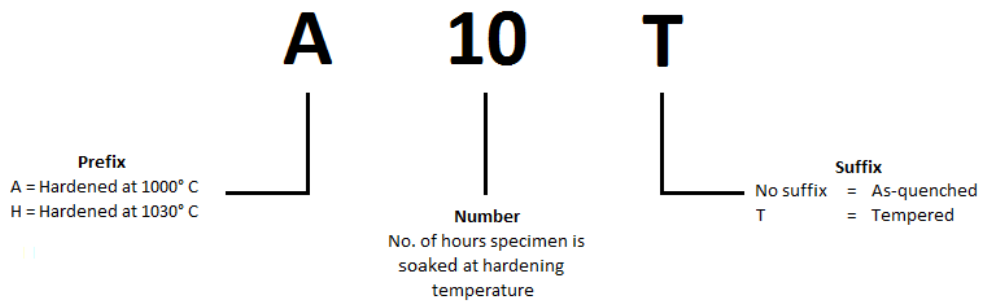 A 10 T
Prefix
A = Hardened at 1000° C
H = Hardened at 1030° C
Number
No. of hours specimen is
soaked at hardening
temperature
Suffix
No suffix = As-quenched
T = Tempered